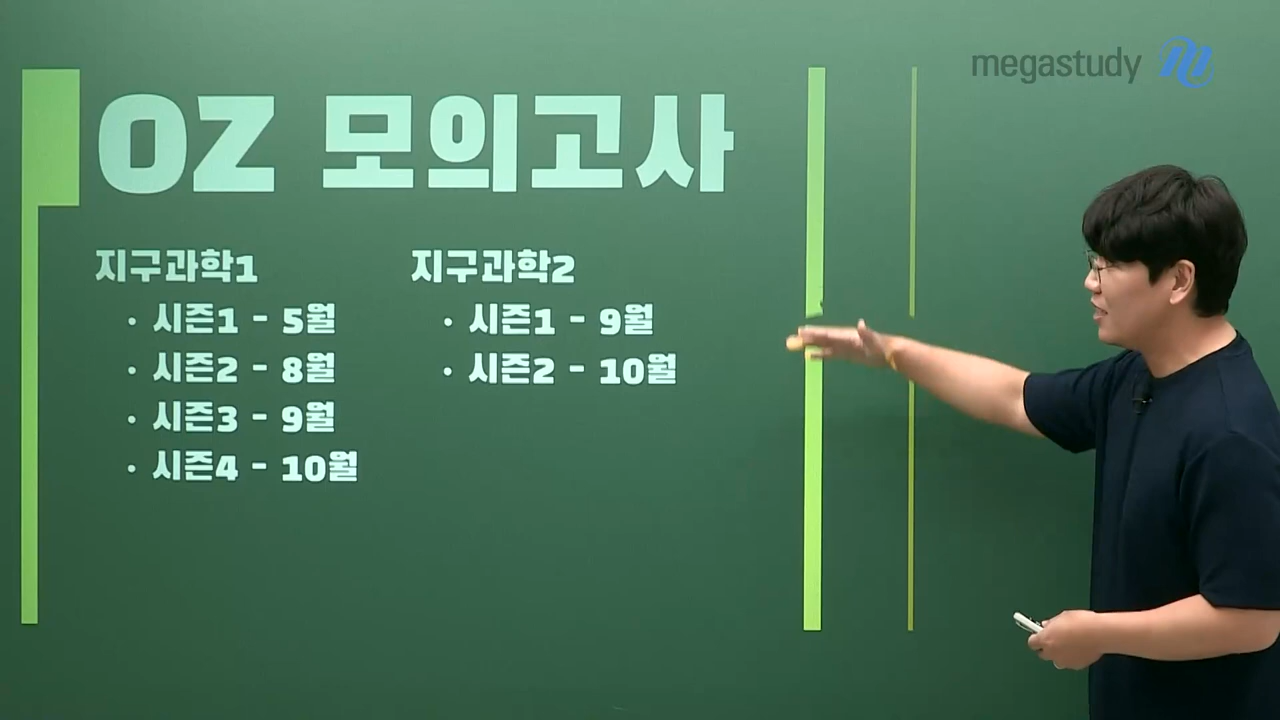 megastudy
OZ 모의고사
지구과학1
• 시즌1 - 5월
• 시즌2 - 8월
• 시즌3 - 9월
• 시즌4 - 10월
지구과학2
• 시즌1 - 9월
• 시즌2 - 10월